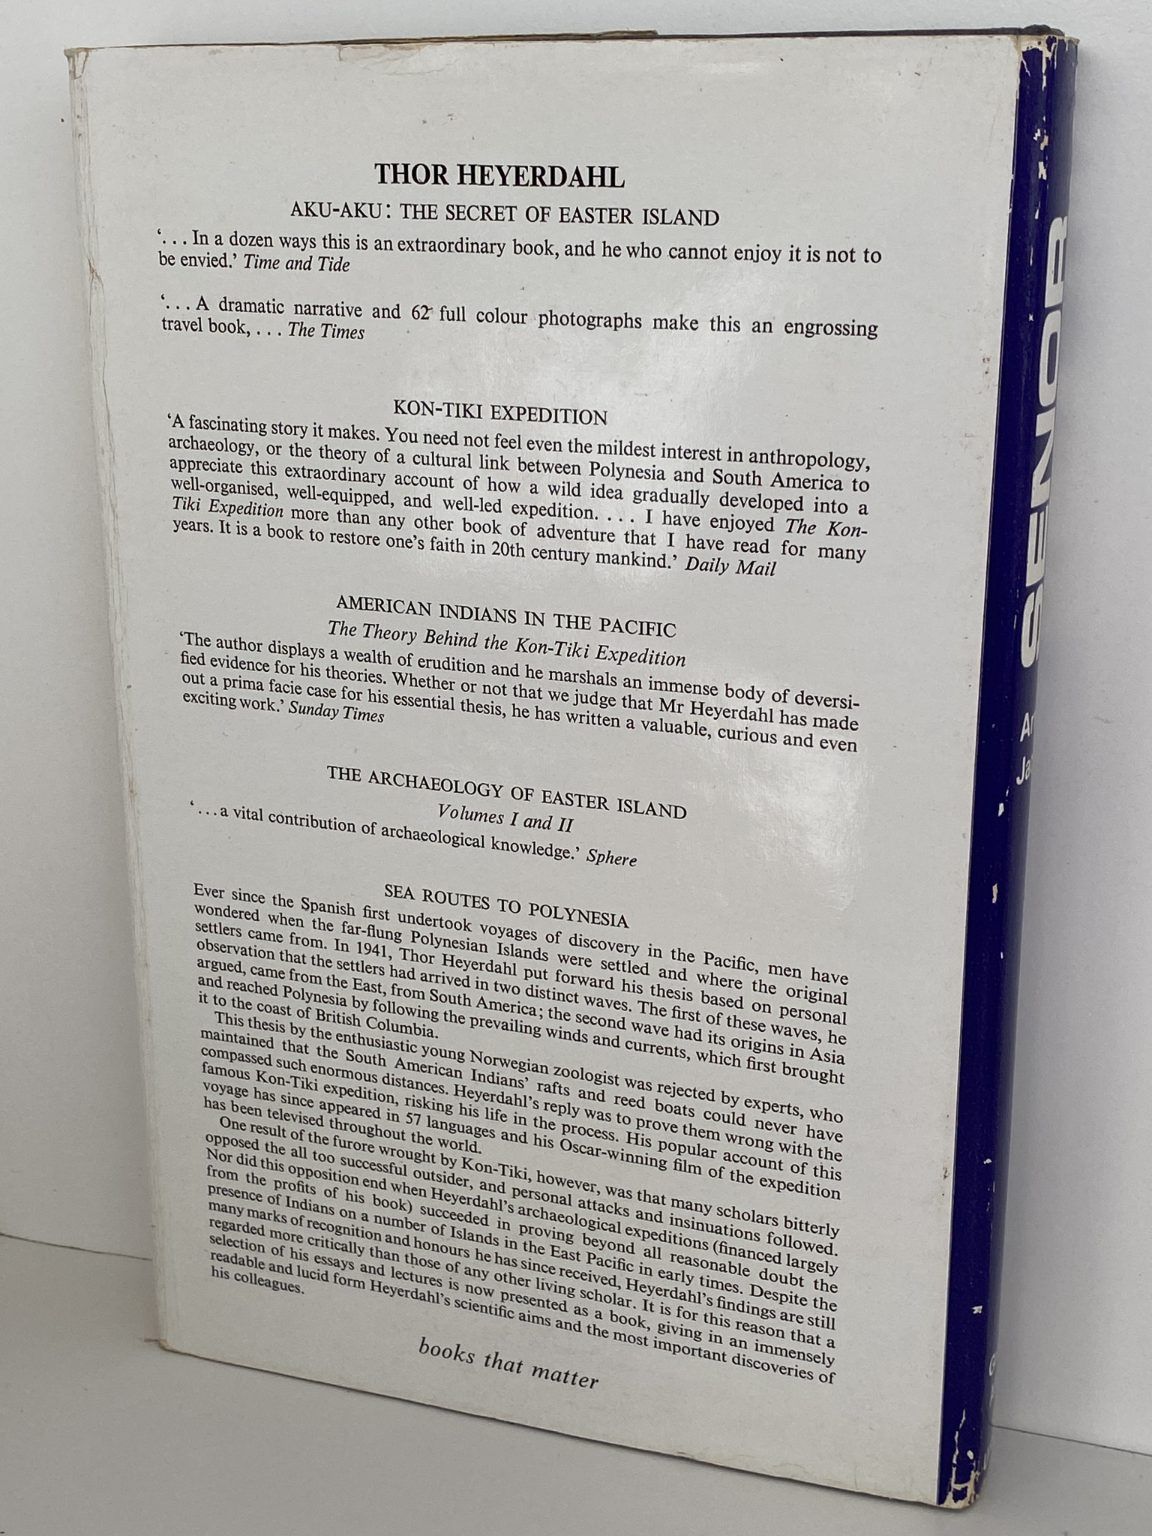 THOR HEYERDAHL
AKU-AKU: THE SECRET OF EASTER ISLAND
‘. . . In a dozen ways this is an extraordinary book, and he who cannot enjoy it is not to
be envied.’ Time and Tide
‘. . . A dramatic narrative and 62 full colour photographs make this an engrossing
travel book, . . . The Times
KON-TIKI EXPEDITION
‘A fascinating story it makes. You need not feel even the mildest interest in anthropology,
archaeology, or the theory of a cultural link between Polynesia and South America to
appreciate this extraordinary account of how a wild idea gradually developed into a
well-organised, well-equipped, and well-led expedition. . . . I have enjoyed The Kon-
Tiki Expedition more than any other book of adventure that I have read for many
years. It is a book to restore one’s faith in 20th century mankind.’ Daily Mail
AMERICAN INDIANS IN THE PACIFIC
The Theory Behind the Kon-Tiki Expedition
‘The author displays a wealth of erudition and he marshals an immense body of deversi-
fied evidence for his theories. Whether or not that we judge that Mr Heyerdahl has made
out a prima facie case for his essential thesis, he has written a valuable, curious and even
exciting work.’ Sunday Times
THE ARCHAEOLOGY OF EASTER ISLAND
Volumes I and II
‘. . . a vital contribution of archaeological knowledge.’ Sphere
SEA ROUTES TO POLYNESIA
Ever since the Spanish first undertook voyages of discovery in the Pacific, men have
wondered when the far-flung Polynesian Islands were settled and where the original
settlers came from. In 1941, Thor Heyerdahl put forward his thesis based on personal
observation that the settlers had arrived in two distinct waves. The first of these waves, he
argued, came from the East, from South America; the second wave had its origins in Asia
and reached Polynesia by following the prevailing winds and currents, which first brought
it to the coast of British Columbia.
This thesis by the enthusiastic young Norwegian zoologist was rejected by experts, who
maintained that the South American Indians’ rafts and reed boats could never have
compassed such enormous distances. Heyerdahl’s reply was to prove them wrong with the
famous Kon-Tiki expedition, risking his life in the process. His popular account of this
voyage has since appeared in 57 languages and his Oscar-winning film of the expedition
has been televised throughout the world.
One result of the furore wrought by Kon-Tiki, however, was that many scholars bitterly
opposed the all too successful outsider, and personal attacks and insinuations followed.
Nor did this opposition end when Heyerdahl’s archaeological expeditions (financed largely
from the profits of his book) succeeded in proving beyond all reasonable doubt the
presence of Indians on a number of Islands in the East Pacific in early times. Despite the
many marks of recognition and honours he has since received, Heyerdahl’s findings are still
regarded more critically than those of any other living scholar. It is for this reason that a
selection of his essays and lectures is now presented as a book, giving in an immensely
readable and lucid form Heyerdahl’s scientific aims and the most important discoveries of
his colleagues.
books that matter
SENOR